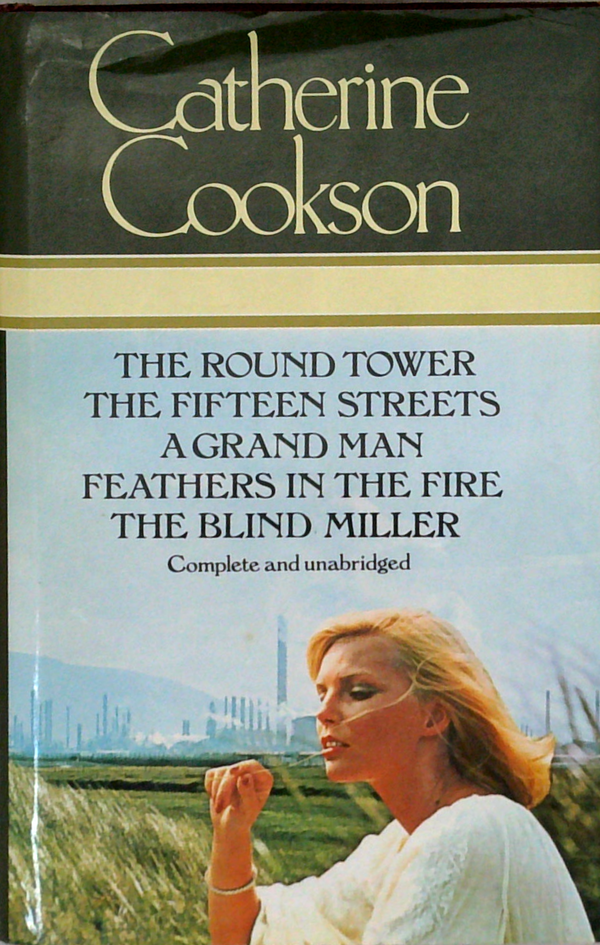 Catherine
Cookson
THE ROUND TOWER
THE FIFTEEN STREETS
A GRAND MAN
FEATHERS IN THE FIRE
THE BLIND MILLER
Complete and unabridged